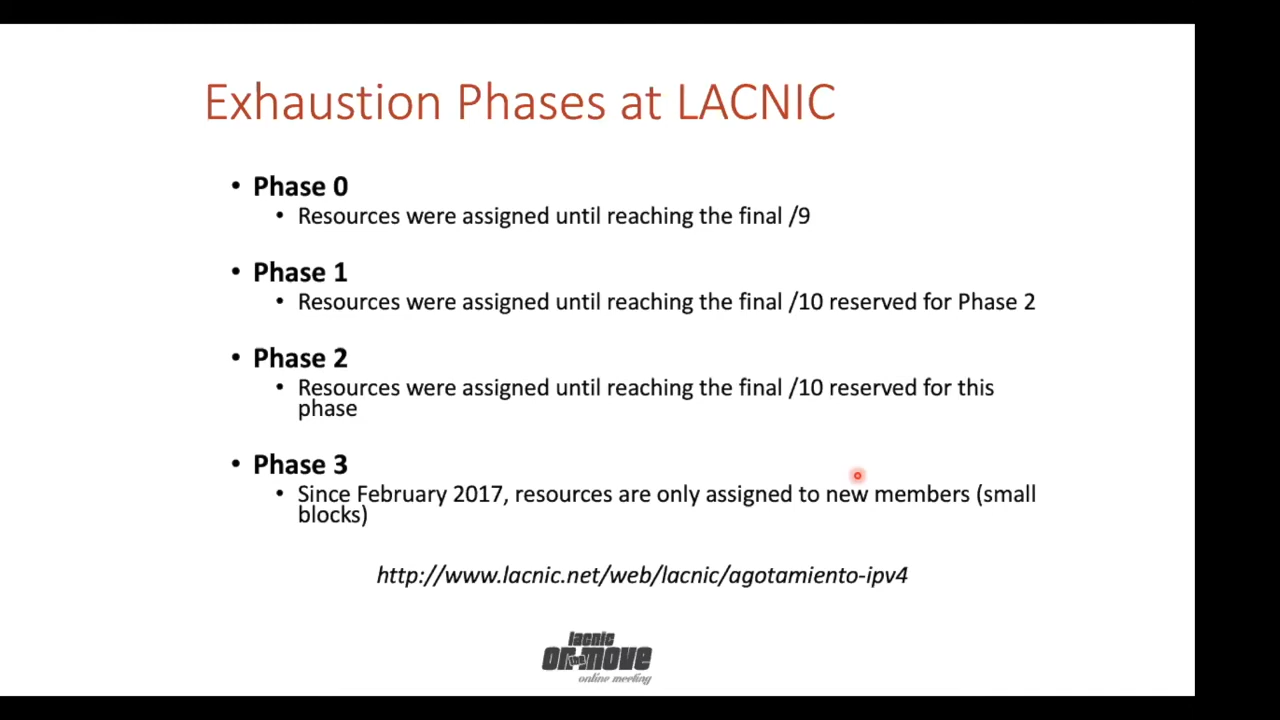 Exhaustion Phases at LACNIC
• Phase 0
• Resources were assigned until reaching the final /9
• Phase 1
• Resources were assigned until reaching the final /10 reserved for Phase 2
• Phase 2
• Resources were assigned until reaching the final /10 reserved for this
phase
• Phase 3
• Since February 2017, resources are only assigned to new members (small
blocks)
http://www.lacnic.net/web/lacnic/agotamiento-ipv4
lacnic
on the move
online meeting